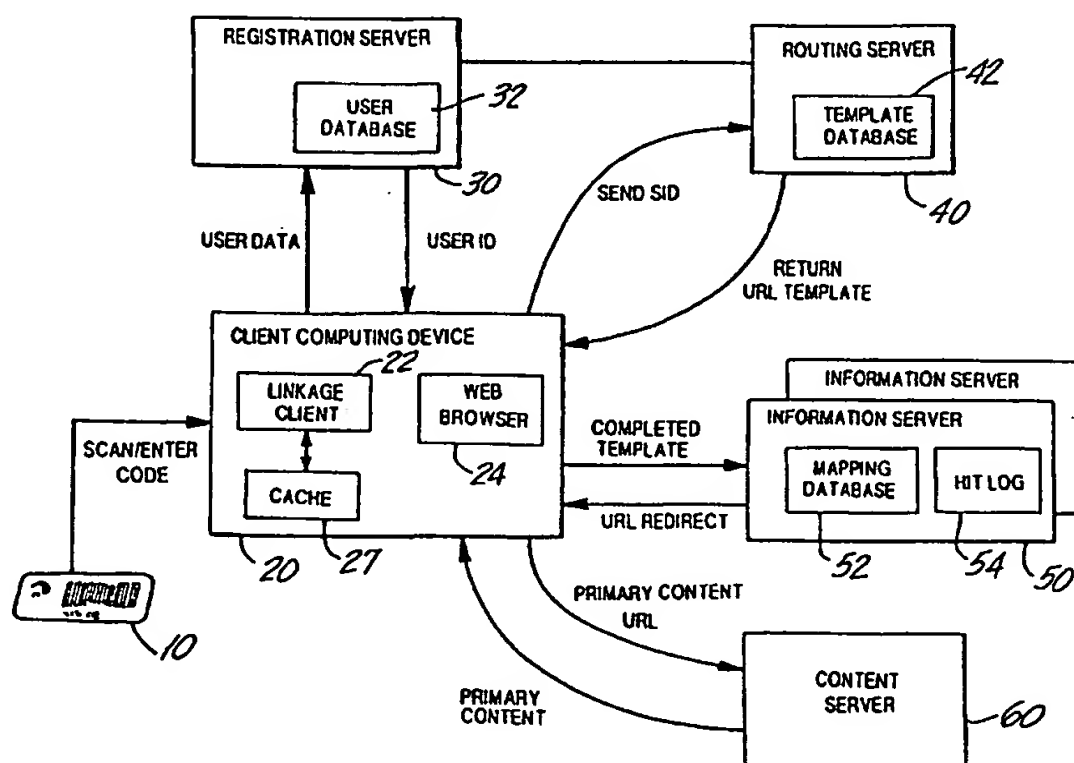 REGISTRATION SERVER
USER
DATABASE
32
30
ROUTING SERVER
42
TEMPLATE
DATABASE
40
SEND SID
USER DATA
USER ID
RETURN
URL TEMPLATE
CLIENT COMPUTING DEVICE
22
LINKAGE
CLIENT
WEB
BROWSER
24
CACHE
20
27
SCAN/ENTER
CODE
10
INFORMATION SERVER
INFORMATION SERVER
COMPLETED
TEMPLATE
MAPPING
DATABASE
HIT LOG
URL REDIRECT
52
54
50
PRIMARY CONTENT
URL
PRIMARY
CONTENT
CONTENT
SERVER
60